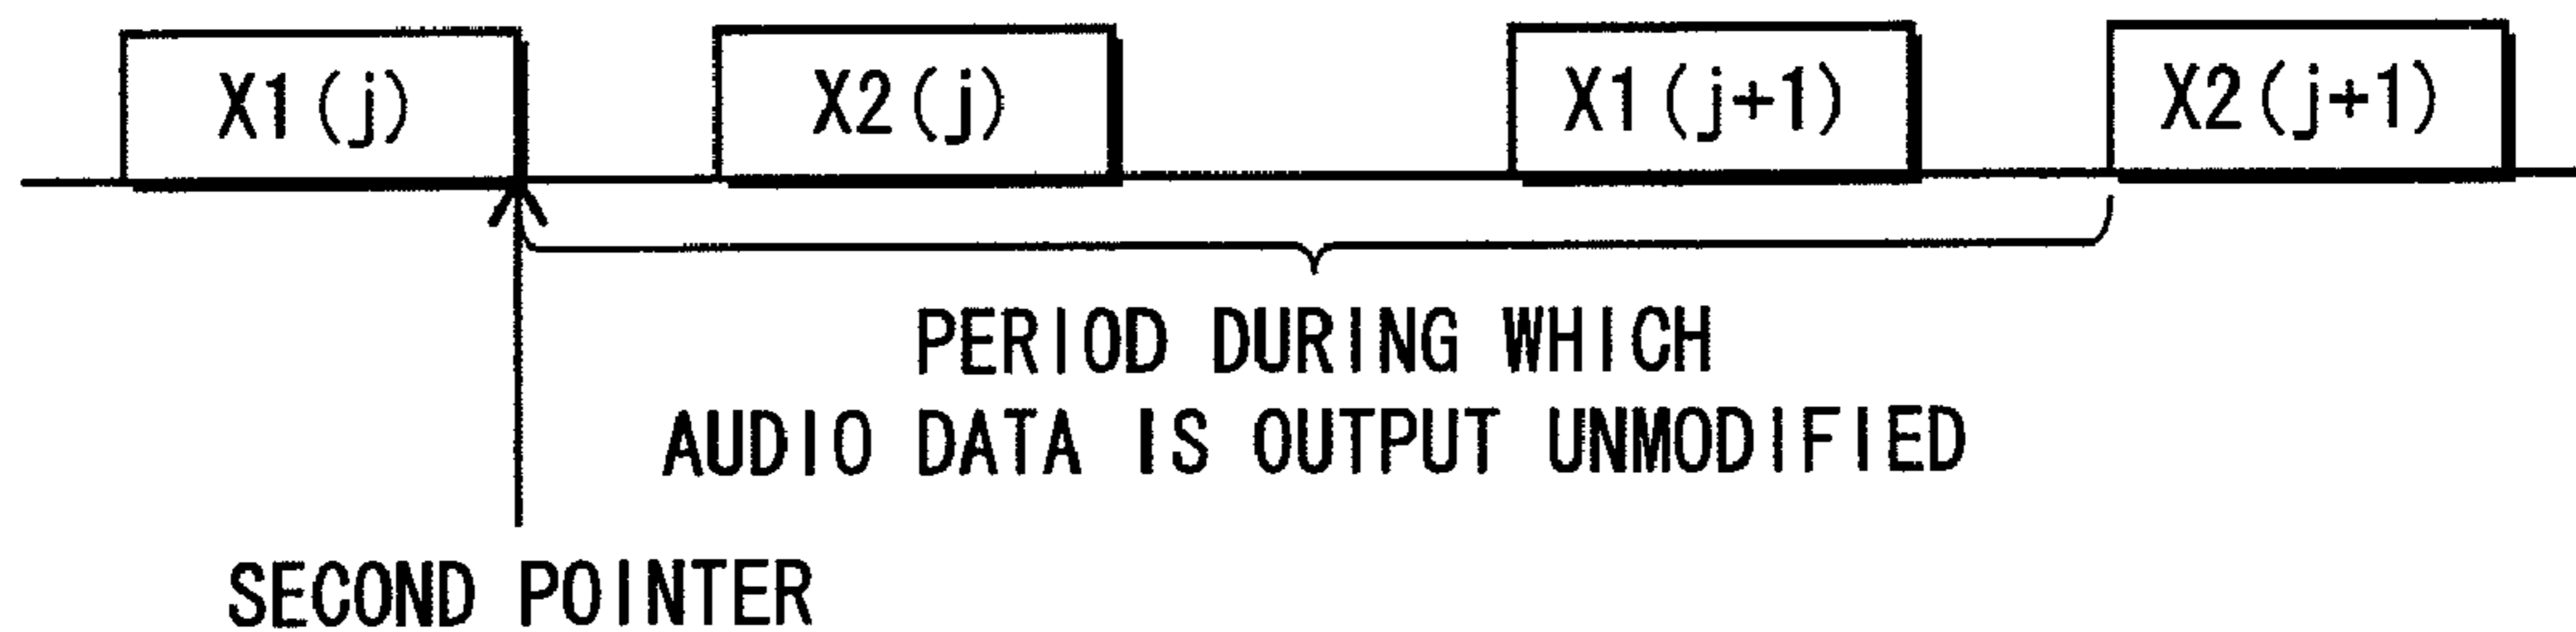 X1(j) X2(j) X1(j+1) X2(j+1)
PERIOD DURING WHICH
AUDIO DATA IS OUTPUT UNMODIFIED
SECOND POINTER